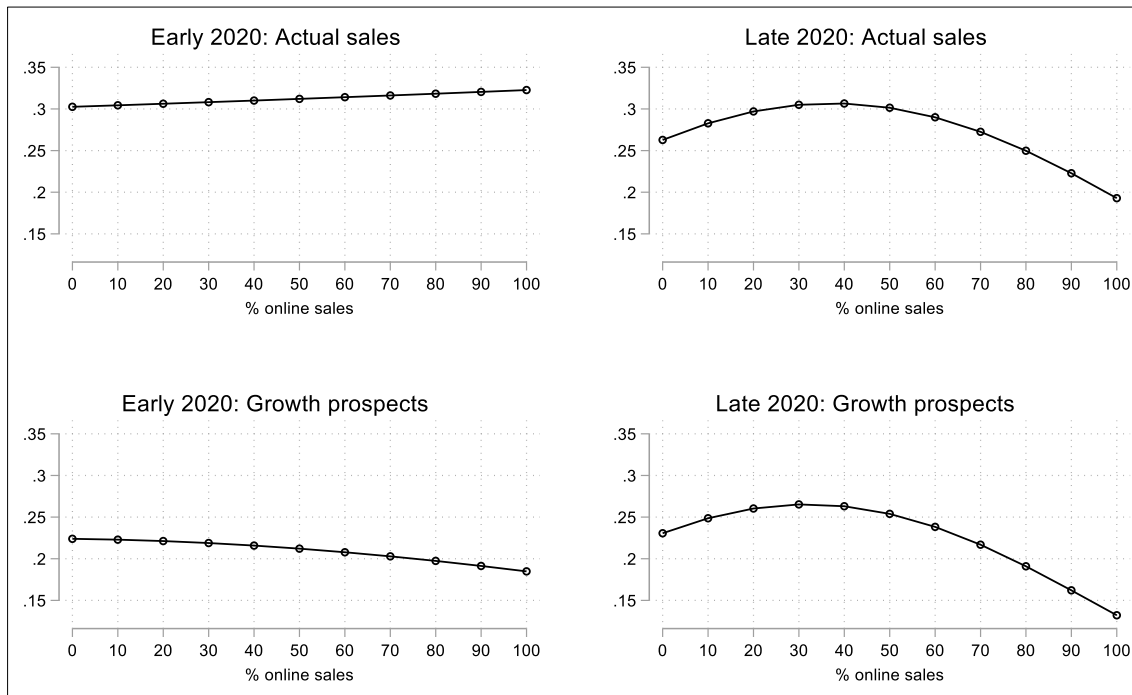 Early 2020: Actual sales
.35
.3
.25
.2
.15
0 10 20 30 40 50 60 70 80 90 100
% online sales
Late 2020: Actual sales
.35
.3
.25
.2
.15
0 10 20 30 40 50 60 70 80 90 100
% online sales
Early 2020: Growth prospects
.35
.3
.25
.2
.15
0 10 20 30 40 50 60 70 80 90 100
% online sales
Late 2020: Growth prospects
.35
.3
.25
.2
.15
0 10 20 30 40 50 60 70 80 90 100
% online sales